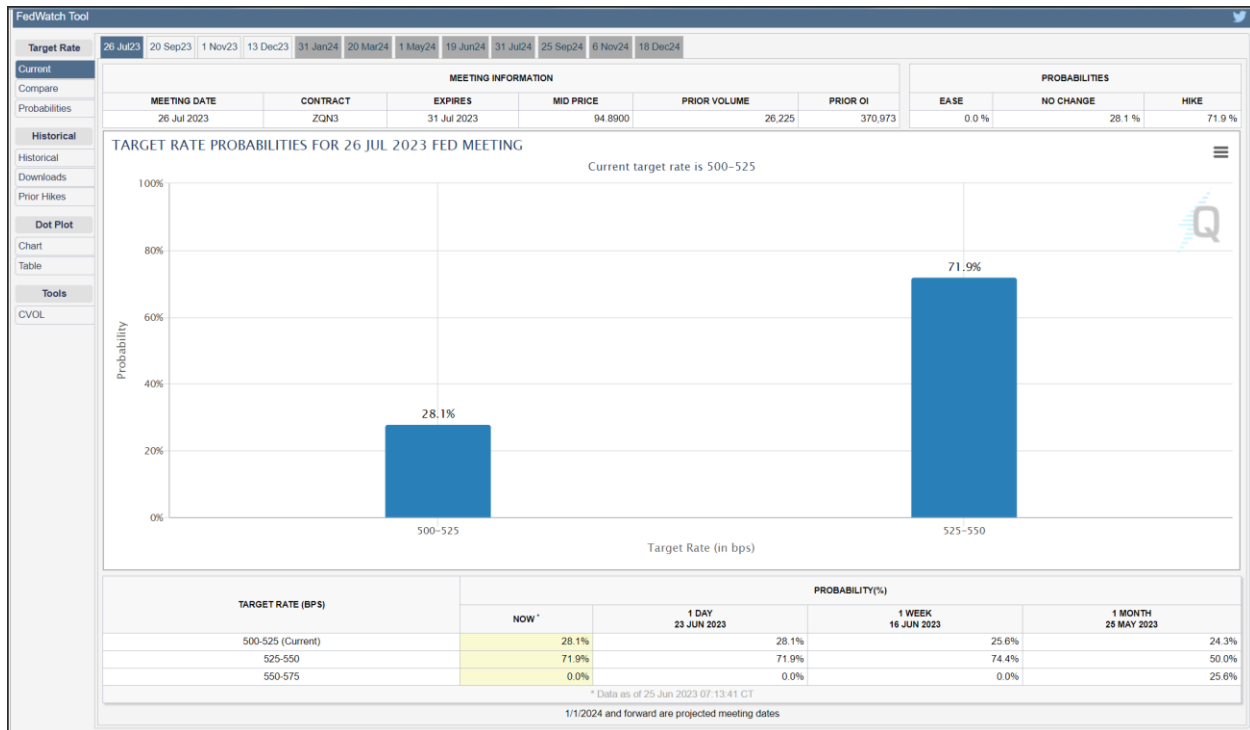 FedWatch Tool
Target Rate
Current
Compare
Probabilities
Historical
Historical
Downloads
Prior Hikes
Dot Plot
Chart
Table
Tools
CVOL
26 Jul23 20 Sep23 1 Nov23 13 Dec23 31 Jan24 20 Mar24 1 May24 19 Jun24 31 Jul24 25 Sep24 6 Nov24 18 Dec24
MEETING INFORMATION PROBABILITIES
MEETING DATE CONTRACT EXPIRES MID PRICE PRIOR VOLUME PRIOR OI EASE NO CHANGE HIKE
26 Jul 2023 ZQN3 31 Jul 2023 94.8900 26,225 370,973 0.0 % 28.1 % 71.9 %
TARGET RATE PROBABILITIES FOR 26 JUL 2023 FED MEETING
Current target rate is 500-525
100%
80%
60%
40%
20%
0%
Probability
Q
71.9%
28.1%
500-525 525-550
Target Rate (in bps)
TARGET RATE (BPS) PROBABILITY(%)
NOW * 1 DAY 1 WEEK 1 MONTH
23 JUN 2023 16 JUN 2023 25 MAY 2023
500-525 (Current) 28.1% 28.1% 25.6% 24.3%
525-550 71.9% 71.9% 74.4% 50.0%
550-575 0.0% 0.0% 0.0% 25.6%
* Data as of 25 Jun 2023 07:13:41 CT
1/1/2024 and forward are projected meeting dates